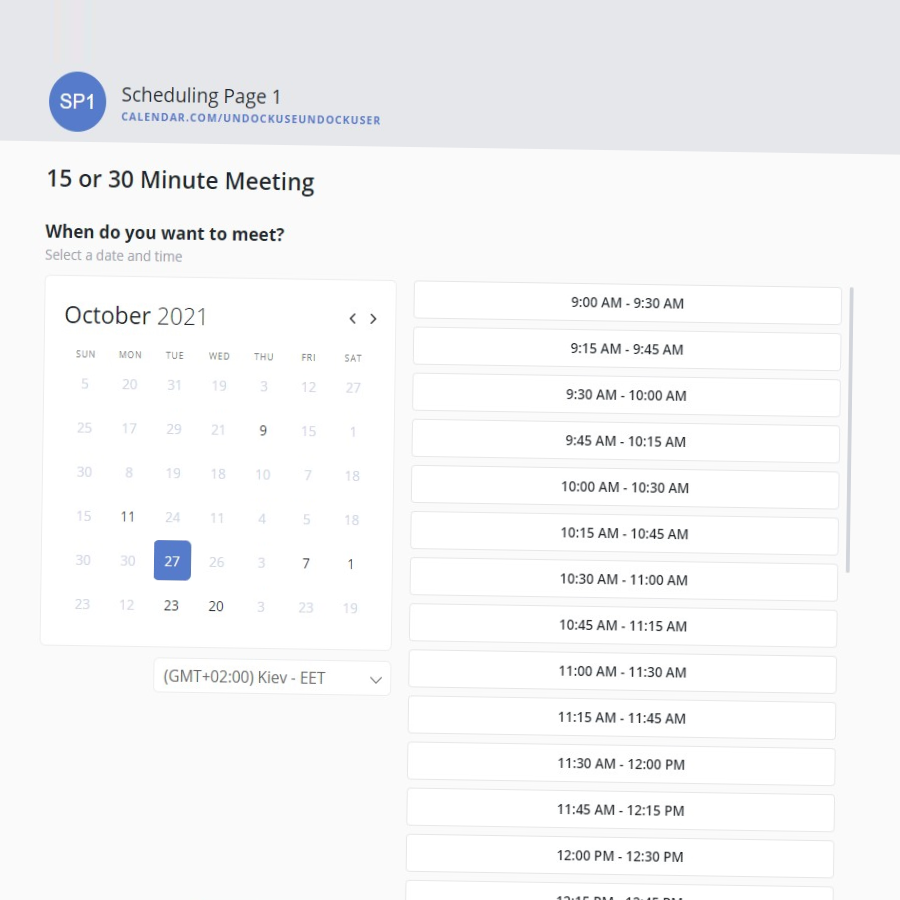 SP1
Scheduling Page 1
CALENDAR.COM/UNDOCKUSEUNDOCKUSER
15 or 30 Minute Meeting
When do you want to meet?
Select a date and time
October 2021
SUN MON TUE WED THU FRI SAT
5 20 31 19 3 12 27
25 17 29 21 9 15 1
30 8 19 18 10 7 18
15 11 24 11 4 5 18
30 30 27 26 3 7 1
23 12 23 20 3 23 19
(GMT+02:00) Kiev - EET
9:00 AM - 9:30 AM
9:15 AM - 9:45 AM
9:30 AM - 10:00 AM
9:45 AM - 10:15 AM
10:00 AM - 10:30 AM
10:15 AM - 10:45 AM
10:30 AM - 11:00 AM
10:45 AM - 11:15 AM
11:00 AM - 11:30 AM
11:15 AM - 11:45 AM
11:30 AM - 12:00 PM
11:45 AM - 12:15 PM
12:00 PM - 12:30 PM